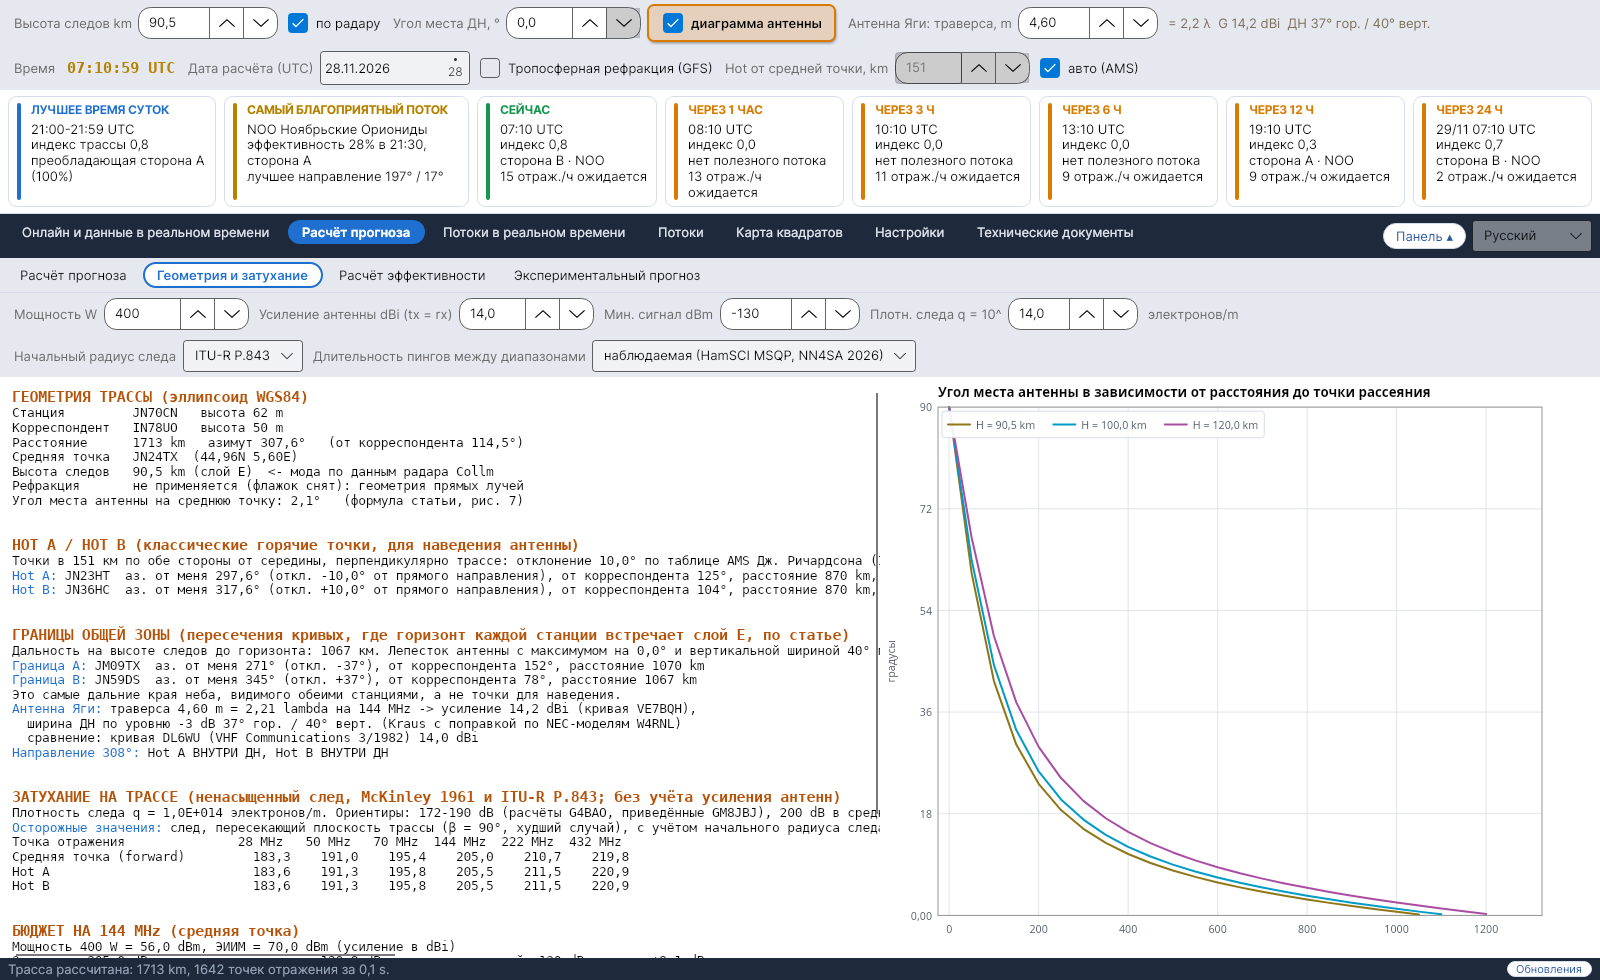 Высота следов km 90,5 по радару Угол места ДН, ° 0,0 диаграмма антенны Антенна Яги: траверса, m 4,60 = 2,2 λ G 14,2 dBi ДН 37° гор. / 40° верт.
Время 07:10:59 UTC Дата расчёта (UTC) 28.11.2026 28 Тропосферная рефракция (GFS) Hot от средней точки, km 151 авто (AMS)
ЛУЧШЕЕ ВРЕМЯ СУТОК
21:00-21:59 UTC
индекс трассы 0,8
преобладающая сторона A
(100%)
САМЫЙ БЛАГОПРИЯТНЫЙ ПОТОК
NOO Ноябрьские Ориониды
эффективность 28% в 21:30,
сторона A
лучшее направление 197° / 17°
СЕЙЧАС
07:10 UTC
индекс 0,8
сторона B · NOO
15 отраж./ч ожидается
ЧЕРЕЗ 1 ЧАС
08:10 UTC
индекс 0,0
нет полезного потока
13 отраж./ч
ожидается
ЧЕРЕЗ 3 Ч
10:10 UTC
индекс 0,0
нет полезного потока
11 отраж./ч ожидается
ЧЕРЕЗ 6 Ч
13:10 UTC
индекс 0,0
нет полезного потока
9 отраж./ч ожидается
ЧЕРЕЗ 12 Ч
19:10 UTC
индекс 0,3
сторона A · NOO
9 отраж./ч ожидается
ЧЕРЕЗ 24 Ч
29/11 07:10 UTC
индекс 0,7
сторона B · NOO
2 отраж./ч ожидается
Онлайн и данные в реальном времени Расчёт прогноза Потоки в реальном времени Потоки Карта квадратов Настройки Технические документы Панель ▴ Русский
Расчёт прогноза Геометрия и затухание Расчёт эффективности Экспериментальный прогноз
Мощность W 400 Усиление антенны dBi (tx = rx) 14,0 Мин. сигнал dBm -130 Плотн. следа q = 10^ 14,0 электронов/m
Начальный радиус следа ITU-R P.843 Длительность пингов между диапазонами наблюдаемая (HamSCI MSQP, NN4SA 2026)
ГЕОМЕТРИЯ ТРАССЫ (эллипсоид WGS84)
Станция JN70CN высота 62 m
Корреспондент IN78UO высота 50 m
Расстояние 1713 km азимут 307,6° (от корреспондента 114,5°)
Средняя точка JN24TX (44,96N 5,60E)
Высота следов 90,5 km (слой E) <- мода по данным радара Collm
Рефракция не применяется (флажок снят): геометрия прямых лучей
Угол места антенны на среднюю точку: 2,1° (формула статьи, рис. 7)
HOT A / HOT B (классические горячие точки, для наведения антенны)
Точки в 151 км по обе стороны от середины, перпендикулярно трассе: отклонение 10,0° по таблице AMS Дж. Ричардсона
Hot A: JN23HT аз. от меня 297,6° (откл. -10,0° от прямого направления), от корреспондента 125°, расстояние 870 km,
Hot B: JN36HC аз. от меня 317,6° (откл. +10,0° от прямого направления), от корреспондента 104°, расстояние 870 km,
ГРАНИЦЫ ОБЩЕЙ ЗОНЫ (пересечения кривых, где горизонт каждой станции встречает слой E, по статье)
Дальность на высоте следов до горизонта: 1067 км. Лепесток антенны с максимумом на 0,0° и вертикальной шириной 40°
Граница A: JM09TX аз. от меня 271° (откл. -37°), от корреспондента 152°, расстояние 1070 km
Граница B: JN59DS аз. от меня 345° (откл. +37°), от корреспондента 78°, расстояние 1067 km
Это самые дальние края неба, видимого обеими станциями, а не точки для наведения.
Антенна Яги: траверса 4,60 m = 2,21 lambda на 144 MHz -> усиление 14,2 dBi (кривая VE7BQH),
ширина ДН по уровню -3 dB 37° гор. / 40° верт. (Kraus с поправкой по NEC-моделям W4RNL)
сравнение: кривая DL6WU (VHF Communications 3/1982) 14,0 dBi
Направление 308°: Hot A ВНУТРИ ДН, Hot B ВНУТРИ ДН
ЗАТУХАНИЕ НА ТРАССЕ (ненасыщенный след, McKinley 1961 и ITU-R P.843; без учёта усиления антенн)
Плотность следа q = 1,0E+014 электронов/m. Ориентиры: 172-190 dB (расчёты G4BAO, приведённые GM8JBJ), 200 dB в
Осторожные значения: след, пересекающий плоскость трассы (β = 90°, худший случай), с учётом начального радиуса
Точка отражения 28 MHz 50 MHz 70 MHz 144 MHz 222 MHz 432 MHz
Средняя точка (forward) 183,3 191,0 195,4 205,0 210,7 219,8
Hot A 183,6 191,3 195,8 205,5 211,5 220,9
Hot B 183,6 191,3 195,8 205,5 211,5 220,9
БЮДЖЕТ НА 144 MHz (средняя точка)
Мощность 400 W = 56,0 dBm, ЭИИМ = 70,0 dBm (усиление в dBi)
Угол места антенны в зависимости от расстояния до точки рассеяния
H = 90,5 km H = 100,0 km H = 120,0 km
градусы
90
72
54
36
18
0,00
0 200 400 600 800 1000 1200
Трасса рассчитана: 1713 km, 1642 точек отражения за 0,1 s. Обновления